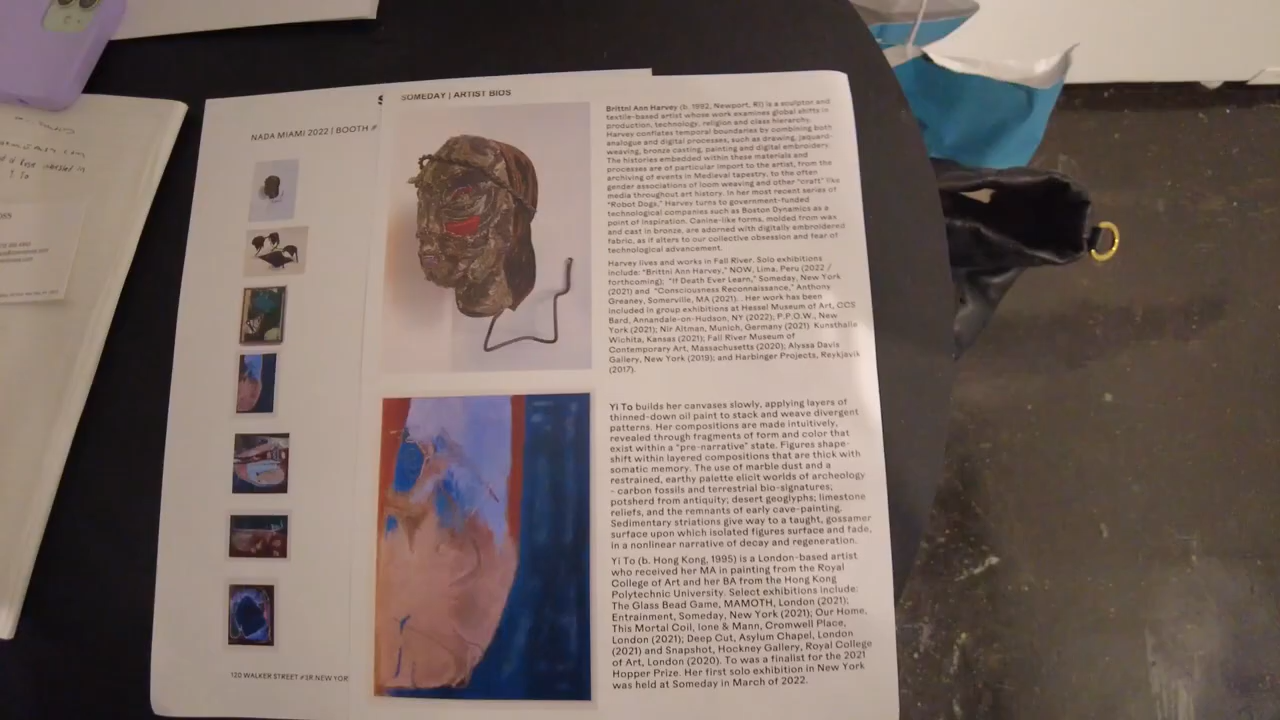 SOMEDAY | ARTIST BIOS
NADA MIAMI 2022 | BOOTH #
Brittni Ann Harvey (b. 1992, Newport, RI) is a sculptor and
textile-based artist whose work examines global shifts in
production, technology, religion and class hierarchy.
Harvey conflates temporal boundaries by combining both
analogue and digital processes, such as drawing, jaquard-
weaving, bronze casting, painting and digital embroidery.
The histories embedded within these materials and
processes are of particular import to the artist, from the
archiving of events in Medieval tapestry, to the often
gender associations of loom weaving and other "craft" like
media throughout art history. In her most recent series of
"Robot Dogs," Harvey turns to government-funded
technological companies such as Boston Dynamics as a
point of inspiration. Canine-like forms, molded from wax
and cast in bronze, are adorned with digitally embroidered
fabric, as if alters to our collective obsession and fear of
technological advancement.
Harvey lives and works in Fall River. Solo exhibitions
include: "Brittni Ann Harvey," NOW, Lima, Peru (2022 /
forthcoming); "If Death Ever Learn," Someday, New York
(2021) and "Consciousness Reconnaissance," Anthony
Greaney, Somerville, MA (2021). . Her work has been
included in group exhibitions at Hessel Museum of Art, CCS
Bard, Annandale-on-Hudson, NY (2022), P.P.O.W., New
York (2021); Nir Altman, Munich, Germany (2021) Kunsthalle
Wichita, Kansas (2021); Fall River Museum of
Contemporary Art, Massachusetts (2020); Alyssa Davis
Gallery, New York (2019); and Harbinger Projects, Reykjavik
(2017).
Yi To builds her canvases slowly, applying layers of
thinned-down oil paint to stack and weave divergent
patterns. Her compositions are made intuitively,
revealed through fragments of form and color that
exist within a "pre-narrative" state. Figures shape-
shift within layered compositions that are thick with
somatic memory. The use of marble dust and a
restrained, earthy palette elicit worlds of archeology
- carbon fossils and terrestrial bio-signatures;
potsherd from antiquity; desert geoglyphs; limestone
reliefs, and the remnants of early cave-painting.
Sedimentary striations give way to a taught, gossamer
surface upon which isolated figures surface and fade,
in a nonlinear narrative of decay and regeneration.
Yi To (b. Hong Kong, 1995) is a London-based artist
who received her MA in painting from the Royal
College of Art and her BA from the Hong Kong
Polytechnic University. Select exhibitions include:
The Glass Bead Game, MAMOTH, London (2021);
Entrainment, Someday, New York (2021); Our Home,
This Mortal Coil, Ione & Mann, Cromwell Place,
London (2021); Deep Cut, Asylum Chapel, London
(2021) and Snapshot, Hockney Gallery, Royal College
of Art, London (2020). To was a finalist for the 2021
Hopper Prize. Her first solo exhibition in New York
was held at Someday in March of 2022.
120 WALKER STREET #3R NEW YOR